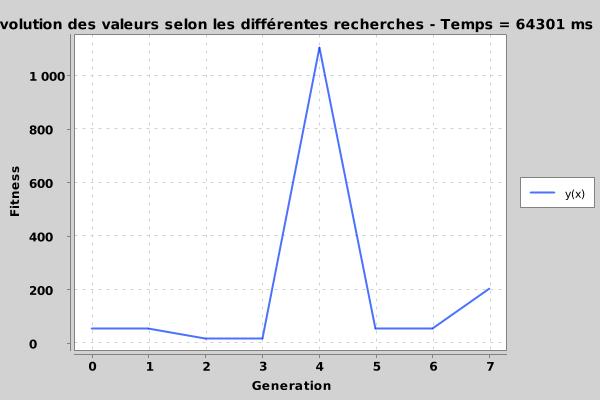 volution des valeurs selon les différentes recherches - Temps = 64301 ms
1 000
800
600
400
200
0
Fitness
0 1 2 3 4 5 6 7
Generation
y(x)